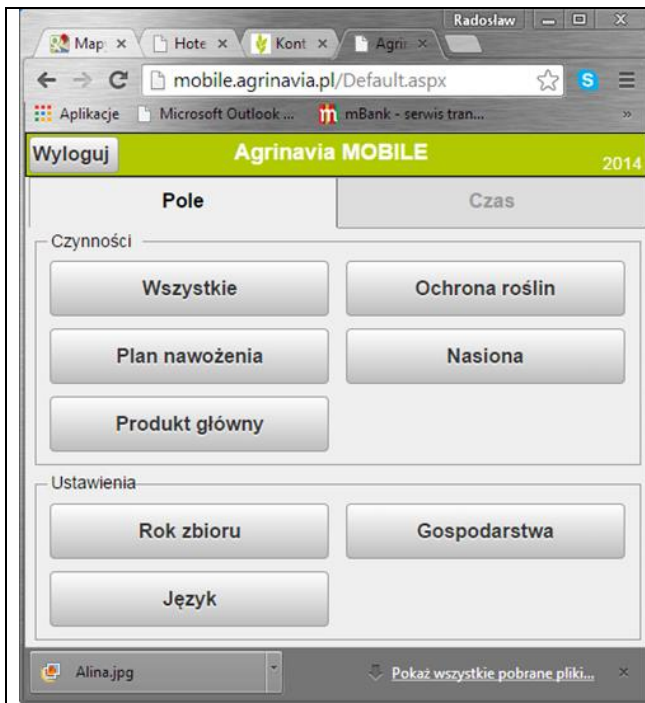 Radosław
Map
Hote
Kont
Agri
mobile.agrinavia.pl/Default.aspx
S
Aplikacje Microsoft Outlook ... m mBank - serwis tran... »
Wyloguj Agrinavia MOBILE 2014
Pole Czas
Czynności
Wszystkie Ochrona roślin
Plan nawożenia Nasiona
Produkt główny
Ustawienia
Rok zbioru Gospodarstwa
Język
Alina.jpg Pokaż wszystkie pobrane pliki...